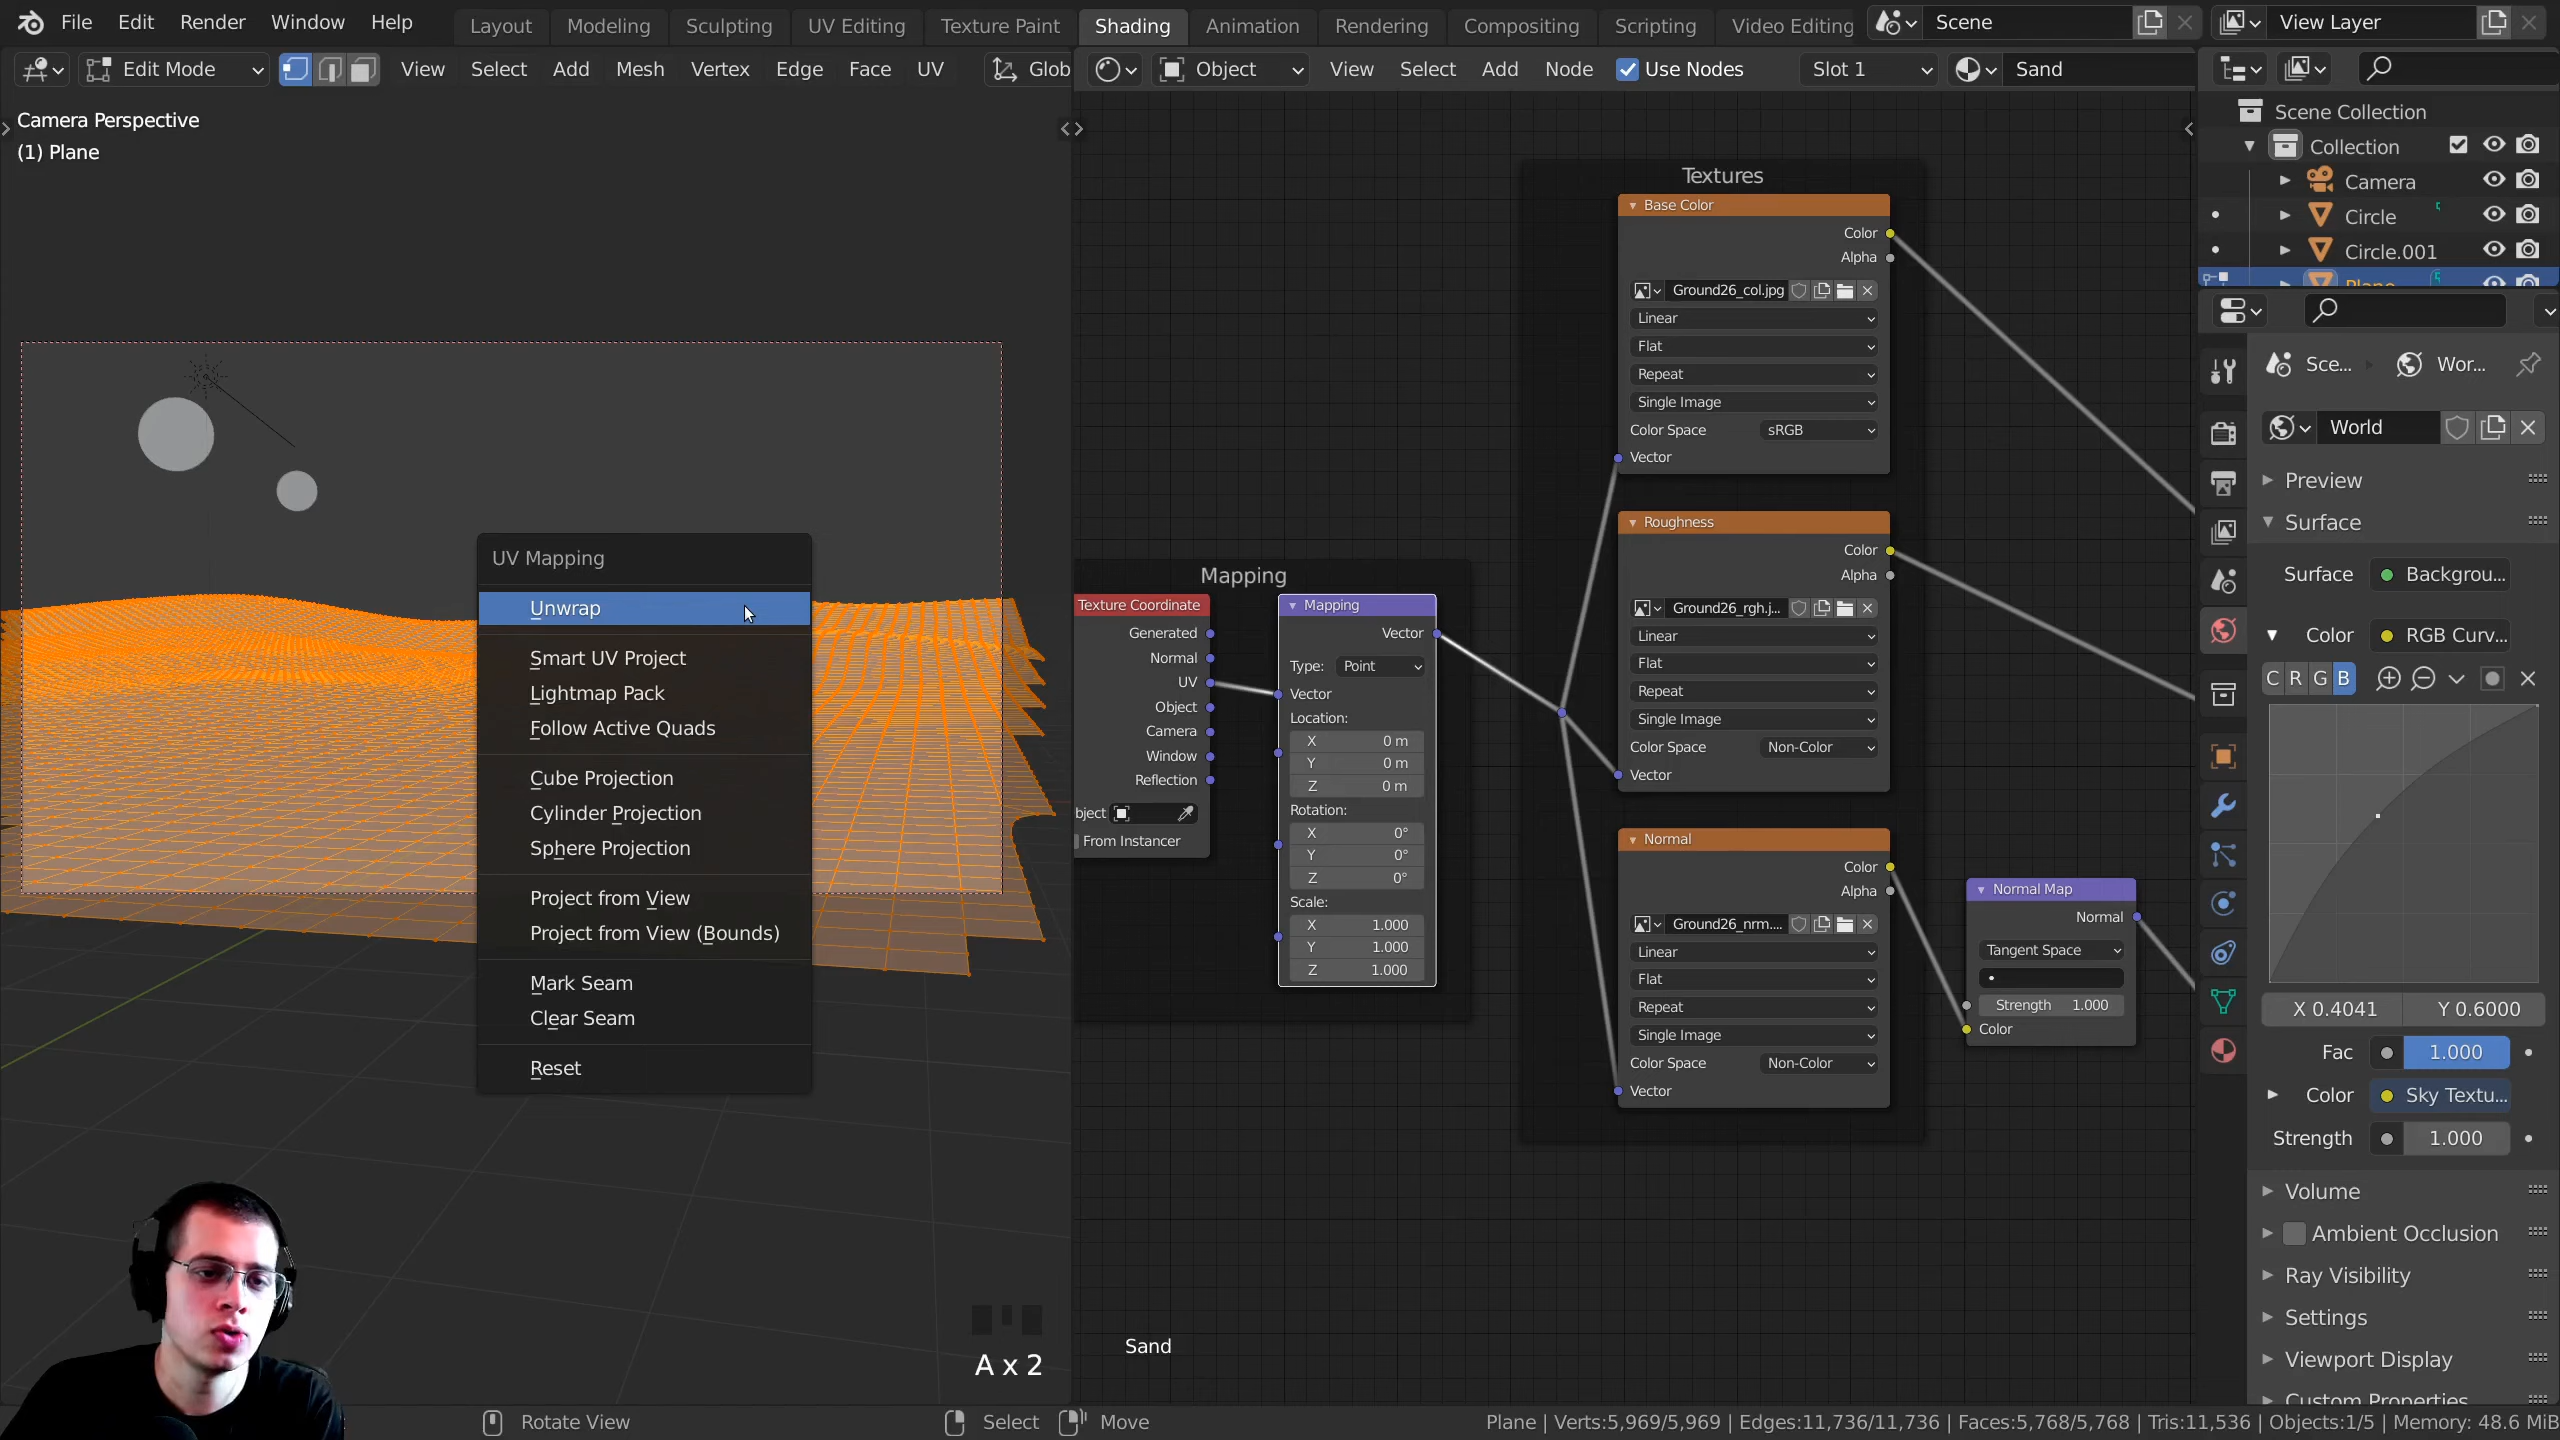 File Edit Render Window Help Layout Modeling Sculpting UV Editing Texture Paint Shading Animation Rendering Compositing Scripting Video Editing Scene View Layer
Edit Mode View Select Add Mesh Vertex Edge Face UV Glob
Object View Select Add Node Use Nodes Slot 1 Sand
Camera Perspective
(1) Plane
UV Mapping
Unwrap
Smart UV Project
Lightmap Pack
Follow Active Quads
Cube Projection
Cylinder Projection
Sphere Projection
Project from View
Project from View (Bounds)
Mark Seam
Clear Seam
Reset
A x 2
Mapping
Texture Coordinate
Generated
Normal
UV
Object
Camera
Window
Reflection
bject
From Instancer
Mapping
Vector
Type: Point
Vector
Location:
X 0 m
Y 0 m
Z 0 m
Rotation:
X 0°
Y 0°
Z 0°
Scale:
X 1.000
Y 1.000
Z 1.000
Textures
Base Color
Color
Alpha
Ground26_col.jpg
Linear
Flat
Repeat
Single Image
Color Space sRGB
Vector
Roughness
Color
Alpha
Ground26_rgh.j...
Linear
Flat
Repeat
Single Image
Color Space Non-Color
Vector
Normal
Color
Alpha
Ground26_nrm....
Linear
Flat
Repeat
Single Image
Color Space Non-Color
Vector
Normal Map
Normal
Tangent Space
Strength 1.000
Color
Sand
Scene Collection
Collection
Camera
Circle
Circle.001
Plane
Sce... Wor...
World
Preview
Surface
Surface Backgrou...
Color RGB Curv...
C R G B
X 0.4041 Y 0.6000
Fac 1.000
Color Sky Textu...
Strength 1.000
Volume
Ambient Occlusion
Ray Visibility
Settings
Viewport Display
Custom Properties
Rotate View Select Move Plane | Verts:5,969/5,969 | Edges:11,736/11,736 | Faces:5,768/5,768 | Tris:11,536 | Objects:1/5 | Memory: 48.6 MiB